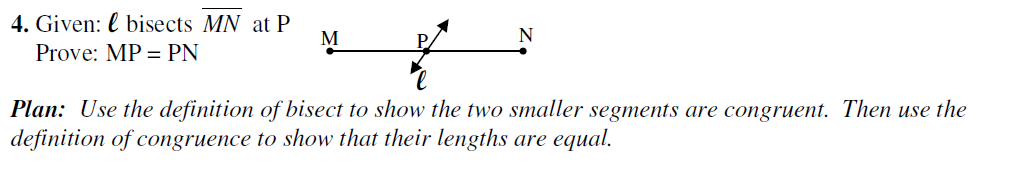 4. Given: ℓ bisects M̅N̅ at P
Prove: MP = PN
M P N
ℓ
Plan: Use the definition of bisect to show the two smaller segments are congruent. Then use the
definition of congruence to show that their lengths are equal.